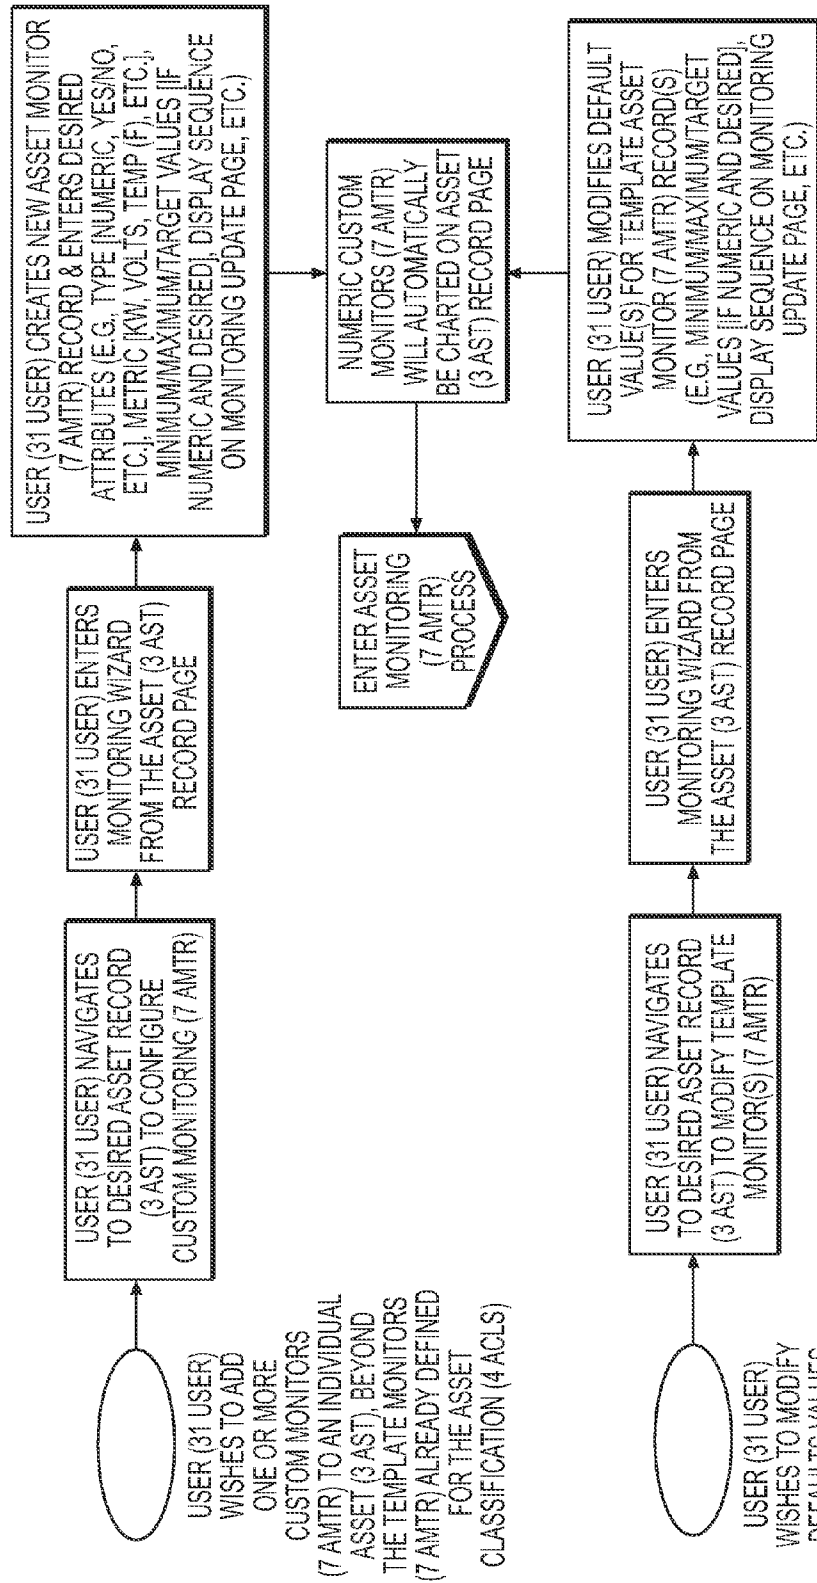 USER (31 USER)
WISHES TO ADD
ONE OR MORE
CUSTOM MONITORS
(7 AMTR) TO AN INDIVIDUAL
ASSET (3 AST), BEYOND
THE TEMPLATE MONITORS
(7 AMTR) ALREADY DEFINED
FOR THE ASSET
CLASSIFICATION (4 ACLS)
USER (31 USER) NAVIGATES
TO DESIRED ASSET RECORD
(3 AST) TO CONFIGURE
CUSTOM MONITORING (7 AMTR)
USER (31 USER) ENTERS
MONITORING WIZARD
FROM THE ASSET (3 AST)
RECORD PAGE
USER (31 USER) CREATES NEW ASSET MONITOR
(7 AMTR) RECORD & ENTERS DESIRED
ATTRIBUTES (E.G., TYPE [NUMERIC, YES/NO,
ETC.], METRIC [KW, VOLTS, TEMP (F), ETC.],
MINIMUM/MAXIMUM/TARGET VALUES [IF
NUMERIC AND DESIRED], DISPLAY SEQUENCE
ON MONITORING UPDATE PAGE, ETC.)
NUMERIC CUSTOM
MONITORS (7 AMTR)
WILL AUTOMATICALLY
BE CHARTED ON ASSET
(3 AST) RECORD PAGE
ENTER ASSET
MONITORING
(7 AMTR)
PROCESS
USER (31 USER)
WISHES TO MODIFY
DEFAULTS VALUES
USER (31 USER) NAVIGATES
TO DESIRED ASSET RECORD
(3 AST) TO MODIFY TEMPLATE
MONITOR(S) (7 AMTR)
USER (31 USER) ENTERS
MONITORING WIZARD FROM
THE ASSET (3 AST) RECORD PAGE
USER (31 USER) MODIFIES DEFAULT
VALUE(S) FOR TEMPLATE ASSET
MONITOR (7 AMTR) RECORD(S)
(E.G., MINIMUM/MAXIMUM/TARGET
VALUES [IF NUMERIC AND DESIRED],
DISPLAY SEQUENCE ON MONITORING
UPDATE PAGE, ETC.)